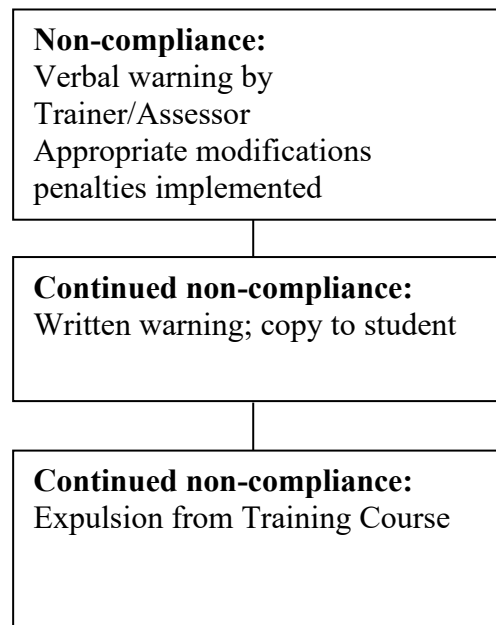 Non-compliance:
Verbal warning by
Trainer/Assessor
Appropriate modifications
penalties implemented
Continued non-compliance:
Written warning; copy to student
Continued non-compliance:
Expulsion from Training Course